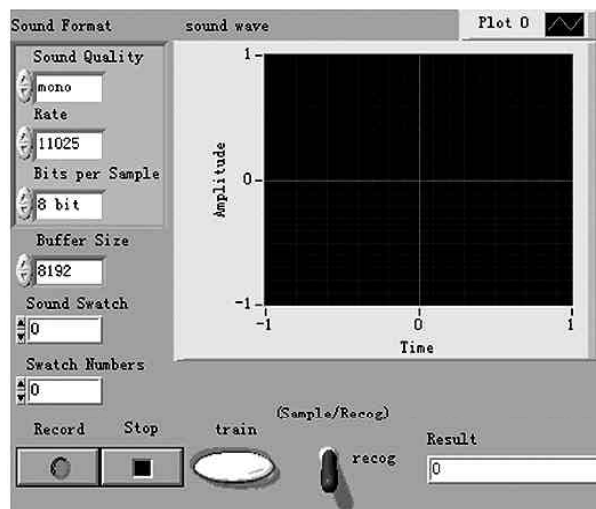 Sound Format
sound wave
Plot 0
Sound Quality
mono
Rate
11025
Bits per Sample
8 bit
Buffer Size
8192
Sound Swatch
0
Swatch Numbers
0
1
0
-1
Amplitude
-1
0
1
Time
(Sample/Recog)
Record
Stop
train
recog
Result
0